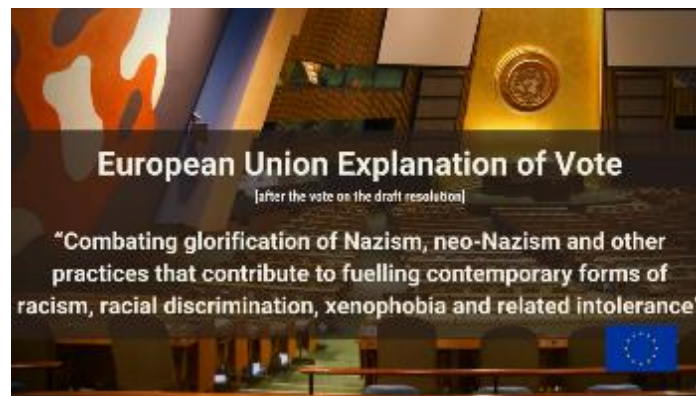 European Union Explanation of Vote
[after the vote on the draft resolution]
“Combating glorification of Nazism, neo-Nazism and other
practices that contribute to fuelling contemporary forms of
racism, racial discrimination, xenophobia and related intolerance